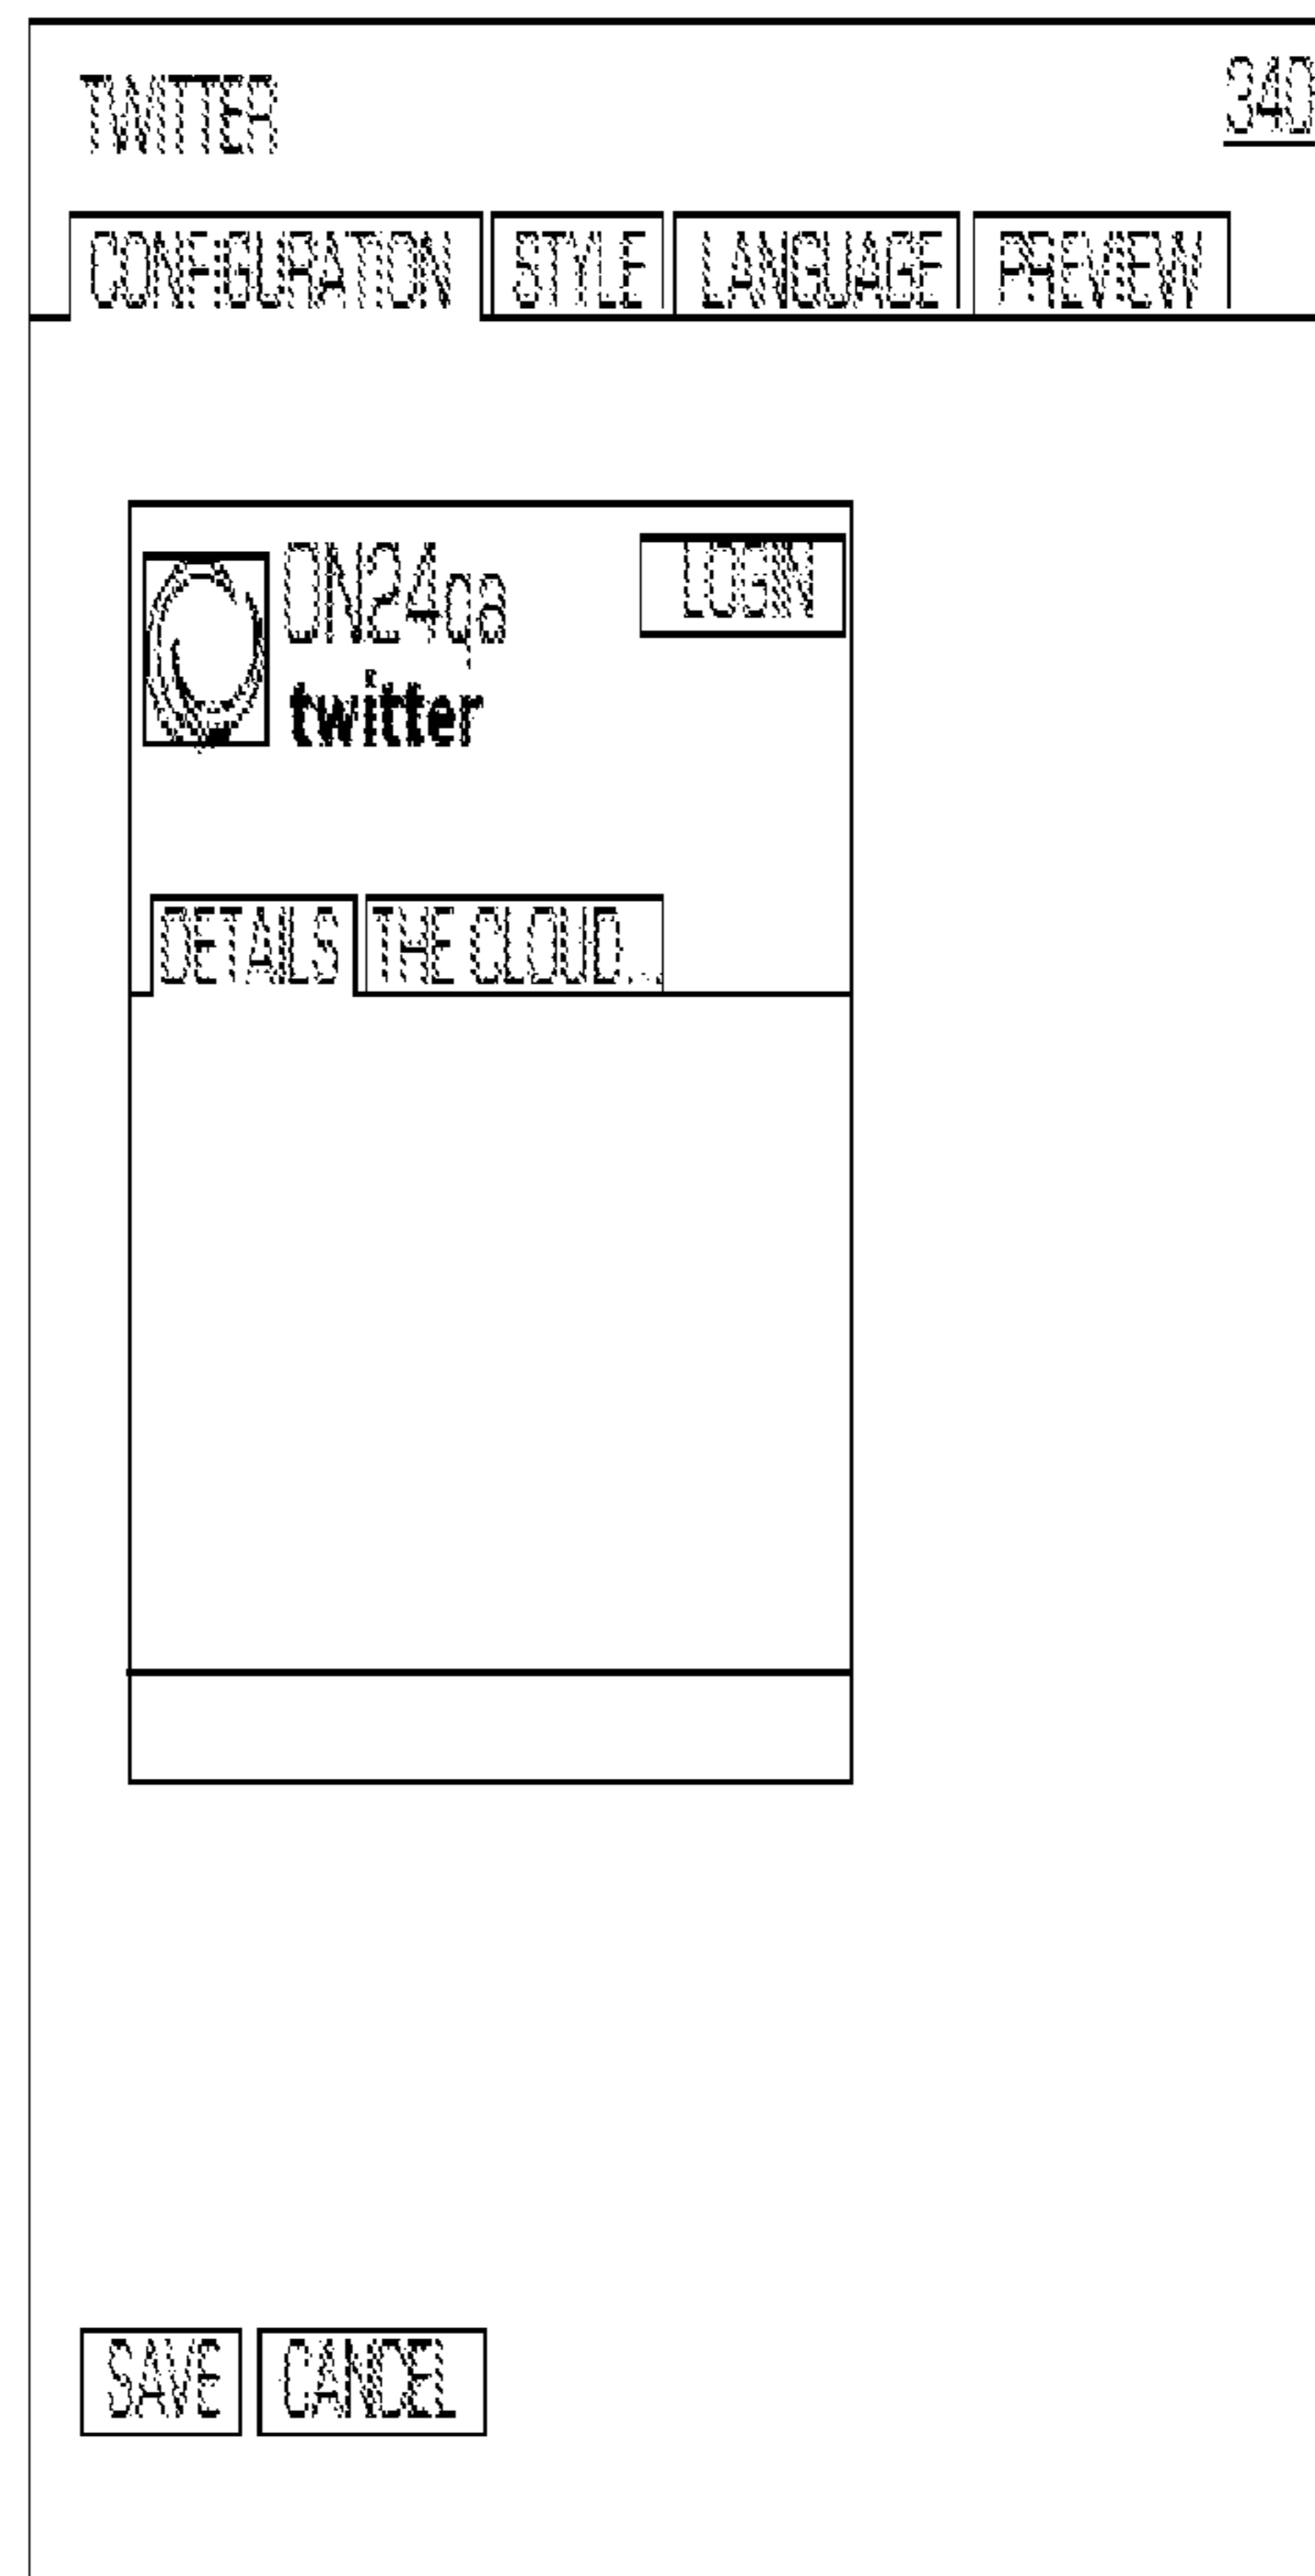 TWITTER 340
CONFIGURATION STYLE LANGUAGE PREVIEW
ON24qa LOGIN
twitter
DETAILS THE CLOUD...
SAVE CANCEL